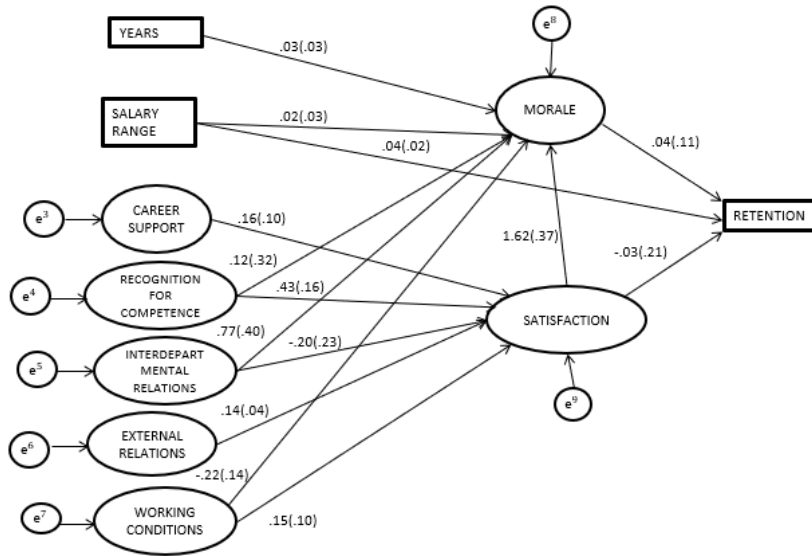 YEARS
.03(.03)
e8
MORALE
SALARY
RANGE
.02(.03)
.04(.02)
.04(.11)
RETENTION
e3
CAREER
SUPPORT
.16(.10)
.12(.32)
1.62(.37)
-.03(.21)
e4
RECOGNITION
FOR
COMPETENCE
.43(.16)
SATISFACTION
.77(.40)
-.20(.23)
e5
INTERDEPART
MENTAL
RELATIONS
e9
.14(.04)
e6
EXTERNAL
RELATIONS
-.22(.14)
e7
WORKING
CONDITIONS
.15(.10)